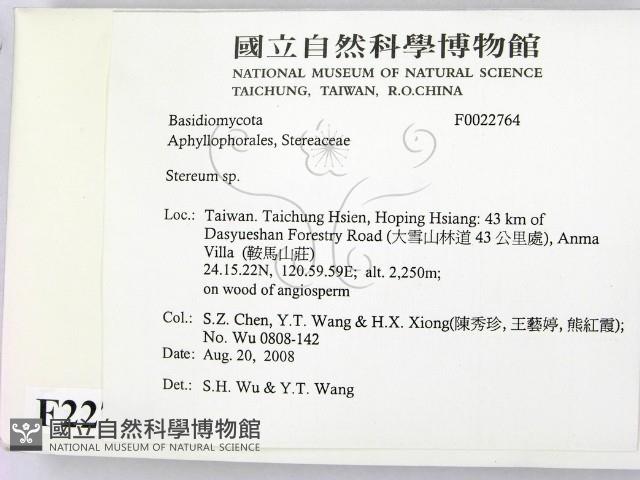 國立自然科學博物館
NATIONAL MUSEUM OF NATURAL SCIENCE
TAICHUNG, TAIWAN, R.O.CHINA
Basidiomycota F0022764
Aphyllophorales, Stereaceae
Stereum sp.
Loc.: Taiwan. Taichung Hsien, Hoping Hsiang: 43 km of
Dasyueshan Forestry Road (大雪山林道 43 公里處), Anma
Villa (鞍馬山莊)
24.15.22N, 120.59.59E; alt. 2,250m;
on wood of angiosperm
Col.: S.Z. Chen, Y.T. Wang & H.X. Xiong(陳秀珍, 王藝婷, 熊紅霞);
No. Wu 0808-142
Date: Aug. 20, 2008
Det.: S.H. Wu & Y.T. Wang
F22
國立自然科學博物館
NATIONAL MUSEUM OF NATURAL SCIENCE